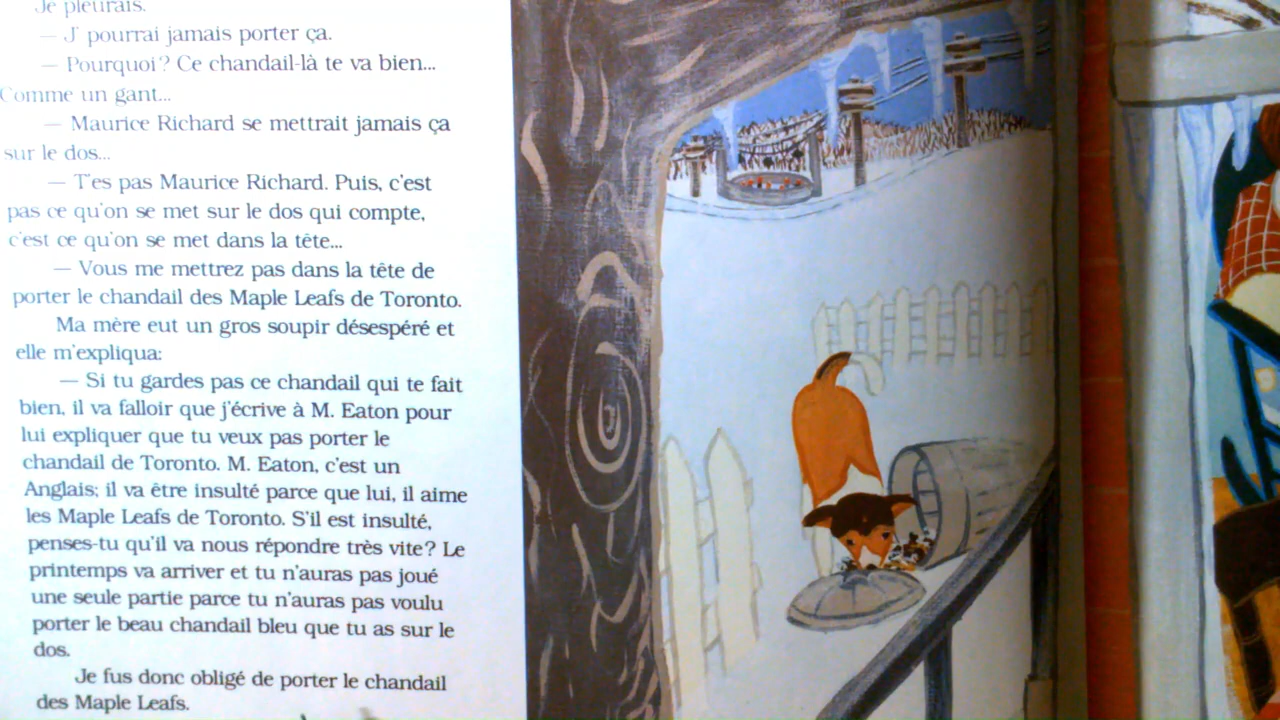 Je pleurais.
— J' pourrai jamais porter ça.
— Pourquoi? Ce chandail-là te va bien...
Comme un gant...
— Maurice Richard se mettrait jamais ça
sur le dos...
— T'es pas Maurice Richard. Puis, c'est
pas ce qu'on se met sur le dos qui compte,
c'est ce qu'on se met dans la tête...
— Vous me mettrez pas dans la tête de
porter le chandail des Maple Leafs de Toronto.
Ma mère eut un gros soupir désespéré et
elle m'expliqua:
— Si tu gardes pas ce chandail qui te fait
bien, il va falloir que j'écrive à M. Eaton pour
lui expliquer que tu veux pas porter le
chandail de Toronto. M. Eaton, c'est un
Anglais; il va être insulté parce que lui, il aime
les Maple Leafs de Toronto. S'il est insulté,
penses-tu qu'il va nous répondre très vite? Le
printemps va arriver et tu n'auras pas joué
une seule partie parce tu n'auras pas voulu
porter le beau chandail bleu que tu as sur le
dos.
Je fus donc obligé de porter le chandail
des Maple Leafs.